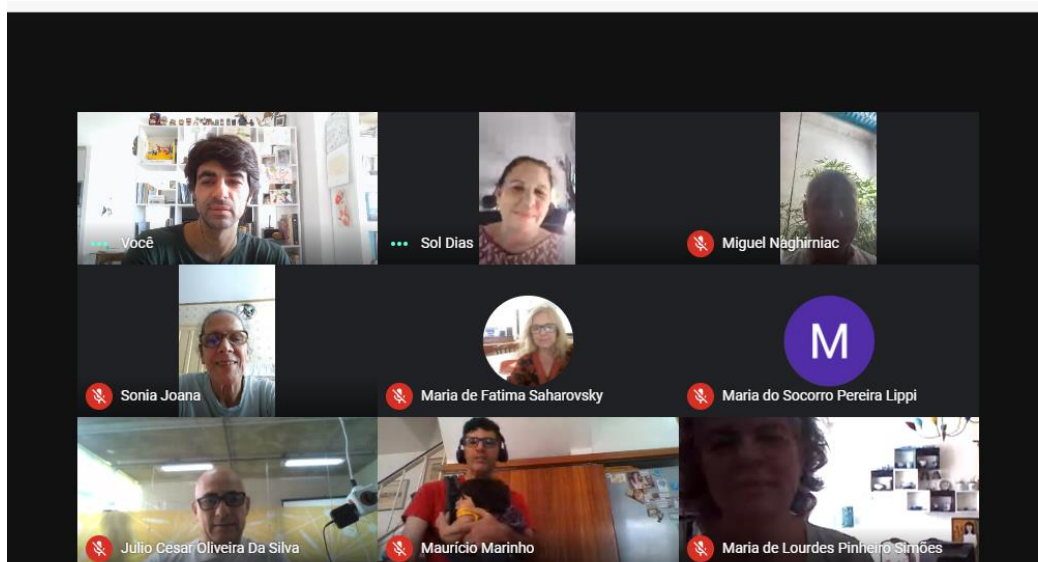 Você
Sol Dias
Miguel Naghirniac
Sonia Joana
Maria de Fatima Saharovsky
M
Maria do Socorro Pereira Lippi
Julio Cesar Oliveira Da Silva
Mauricio Marinho
Maria de Lourdes Pinheiro Simões